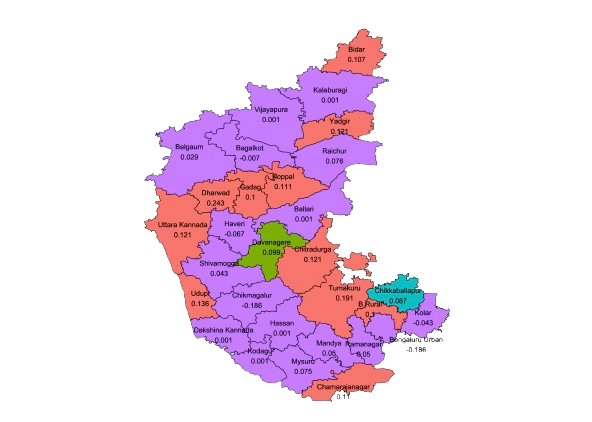 Bidar
0.107
Kalaburagi
0.001
Vijayapura
0.001
Yadgir
0.121
Belgaum
0.029
Bagalkot
-0.007
Raichur
0.076
Koppal
0.111
Gadag
0.1
Dharwad
0.243
Ballari
0.001
Uttara Kannada
0.121
Haveri
-0.067
Davanagere
0.099
Chitradurga
0.121
Shivamogga
0.043
Udupi
0.136
Chikmagalur
-0.186
Tumakuru
0.191
Chikkaballapur
0.087
B.Rural
0.1
Kolar
-0.043
Dakshina Kannada
0.001
Hassan
0.001
Mandya
0.05
Ramanagar
0.05
Bengaluru Urban
-0.186
Kodagu
0.001
Mysuru
0.075
Chamarajanagar
0.11